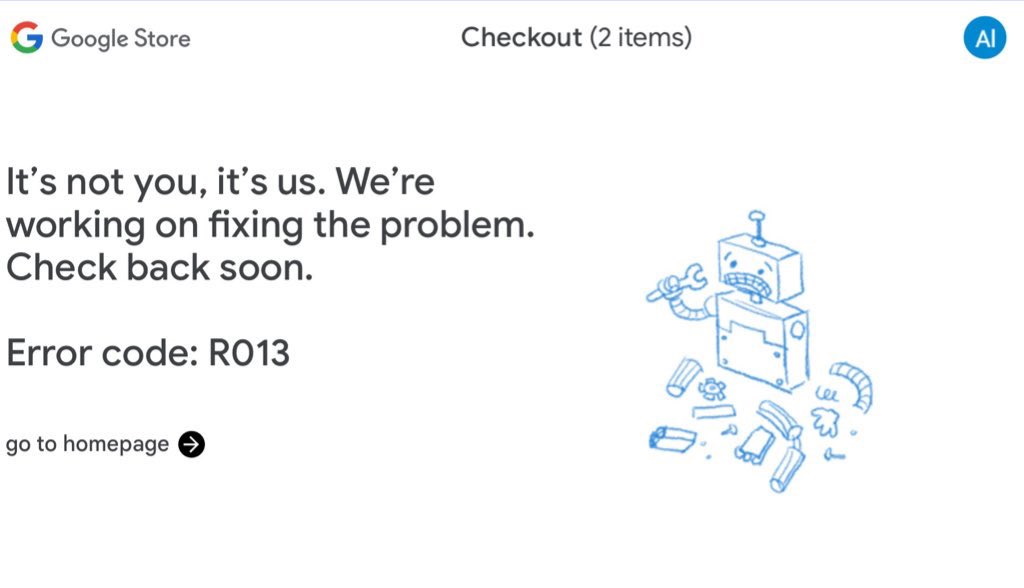 Google Store
Checkout (2 items)
AI
It’s not you, it’s us. We’re
working on fixing the problem.
Check back soon.
Error code: R013
go to homepage